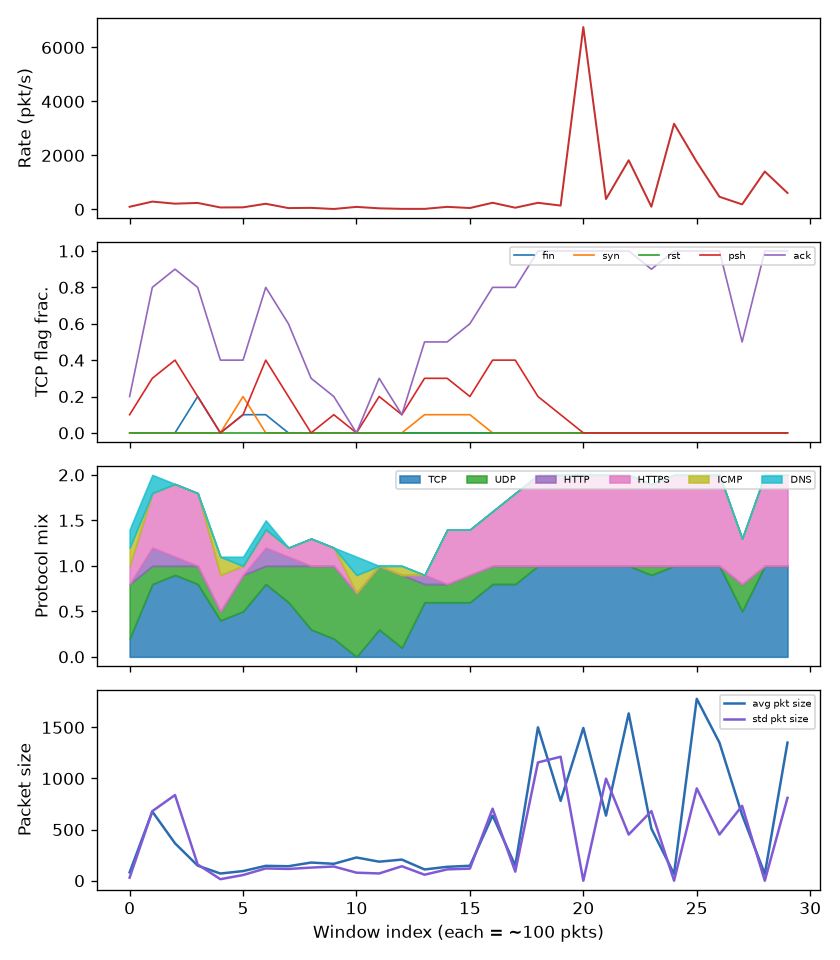 Rate (pkt/s)
6000
4000
2000
0
TCP flag frac.
1.0
0.8
0.6
0.4
0.2
0.0
fin syn rst psh ack
Protocol mix
2.0
1.5
1.0
0.5
0.0
TCP UDP HTTP HTTPS ICMP DNS
Packet size
1500
1000
500
0
avg pkt size
std pkt size
0 5 10 15 20 25 30
Window index (each = ~100 pkts)